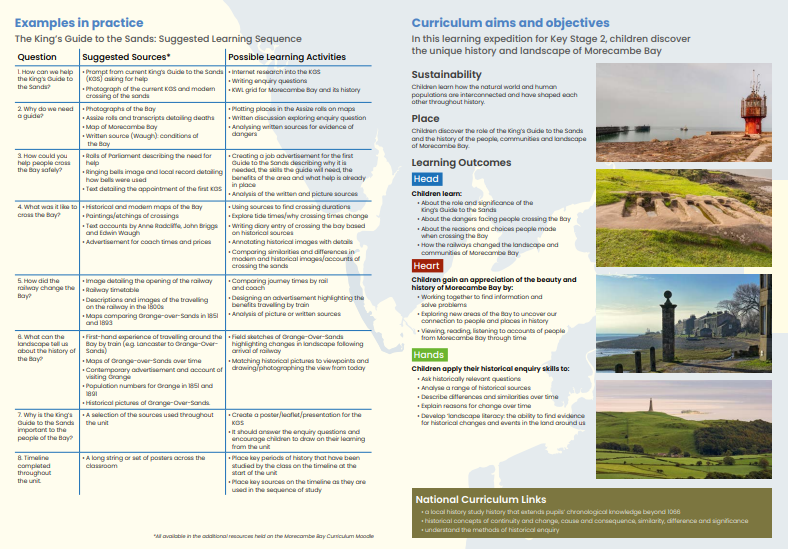 Examples in practice
The King's Guide to the Sands: Suggested Learning Sequence
Question
Suggested Sources*
Possible Learning Activities
1. How can we help
the King's Guide to
the Sands?
• Prompt from current King's Guide to the Sands
(KGS) asking for help
• Photograph of the current KGS and modern
crossing of the sands
• Internet research into the KGS
• Writing enquiry questions
• KWL grid for Morecambe Bay and its history
2. Why do we need
a guide?
• Photographs of the Bay
• Assize rolls and transcripts detailing deaths
• Map of Morecambe Bay
• Written source (Waugh): conditions of
the Bay
• Plotting places in the Assize rolls on maps
• Written discussion exploring enquiry question
• Analysing written sources for evidence of
dangers
3. How could you
help people cross
the Bay safely?
• Rolls of Parliament describing the need for
help
• Ringing bells image and local record detailing
how bells were used
• Text detailing the appointment of the first KGS
• Creating a job advertisement for the first
Guide to the Sands describing why it is
needed, the skills the guide will need, the
benefits of the area and what help is already
in place
• Analysis of the written and picture sources
4. What was it like to
cross the Bay?
• Historical and modern maps of the Bay
• Paintings/etchings of crossings
• Text accounts by Anne Radcliffe, John Briggs
and Edwin Waugh
• Advertisement for coach times and prices
• Using sources to find crossing durations
• Explore tide times/why crossing times change
• Writing diary entry of crossing the bay based
on historical sources
• Annotating historical images with details
• Comparing similarities and differences in
modern and historical images/accounts of
crossing the sands
5. How did the
railway change the
Bay?
• Image detailing the opening of the railway
• Railway timetable
• Descriptions and images of the travelling
on the railway in the 1800s
• Maps comparing Grange-over-Sands in 1851
and 1893
• Comparing journey times by rail
and coach
• Designing an advertisement highlighting the
benefits travelling by train
• Analysis of picture or written sources
6. What can the
landscape tell us
about the history of
the Bay?
• First-hand experience of travelling around the
Bay by train (e.g. Lancaster to Grange-Over-
Sands)
• Maps of Grange-over-Sands over time
• Contemporary advertisement and account of
visiting Grange
• Population numbers for Grange in 1851 and
1891
• Historical pictures of Grange-Over-Sands.
• Field sketches of Grange-Over-Sands
highlighting changes in landscape following
arrival of railway
• Matching historical pictures to viewpoints and
drawing/photographing the view from today
7. Why is the King's
Guide to the Sands
important to the
people of the Bay?
• A selection of the sources used throughout
the unit
• Create a poster/leaflet/presentation for the
KGS
• It should answer the enquiry questions and
encourage children to draw on their learning
from the unit
8. Timeline
completed
throughout
the unit.
• A long string or set of posters across the
classroom
• Place key periods of history that have been
studied by the class on the timeline at the
start of the unit
• Place key sources on the timeline as they are
used in the sequence of study
*All available in the additional resources held on the Morecambe Bay Curriculum Moodle
Curriculum aims and objectives
In this learning expedition for Key Stage 2, children discover
the unique history and landscape of Morecambe Bay
Sustainability
Children learn how the natural world and human
populations are interconnected and have shaped each
other throughout history.
Place
Children discover the role of the King's Guide to the Sands
and the history of the people, communities and landscape
of Morecambe Bay.
Learning Outcomes
Head
Children learn:
• About the role and significance of the
King's Guide to the Sands
• About the dangers facing people crossing the Bay
• About the reasons and choices people made
when crossing the Bay
• How the railways changed the landscape and
communities of Morecambe Bay
Heart
Children gain an appreciation of the beauty and
history of Morecambe Bay by:
• Working together to find information and
solve problems
• Exploring new areas of the Bay to uncover our
connection to people and places in history
• Viewing, reading, listening to accounts of people
from Morecambe Bay through time
Hands
Children apply their historical enquiry skills to:
• Ask historically relevant questions
• Analyse a range of historical sources
• Describe differences and similarities over time
• Explain reasons for change over time
• Develop 'landscape literacy: the ability to find evidence
for historical changes and events in the land around us
National Curriculum Links
• a local history study history that extends pupils' chronological knowledge beyond 1066
• historical concepts of continuity and change, cause and consequence, similarity, difference and significance
• understand the methods of historical enquiry